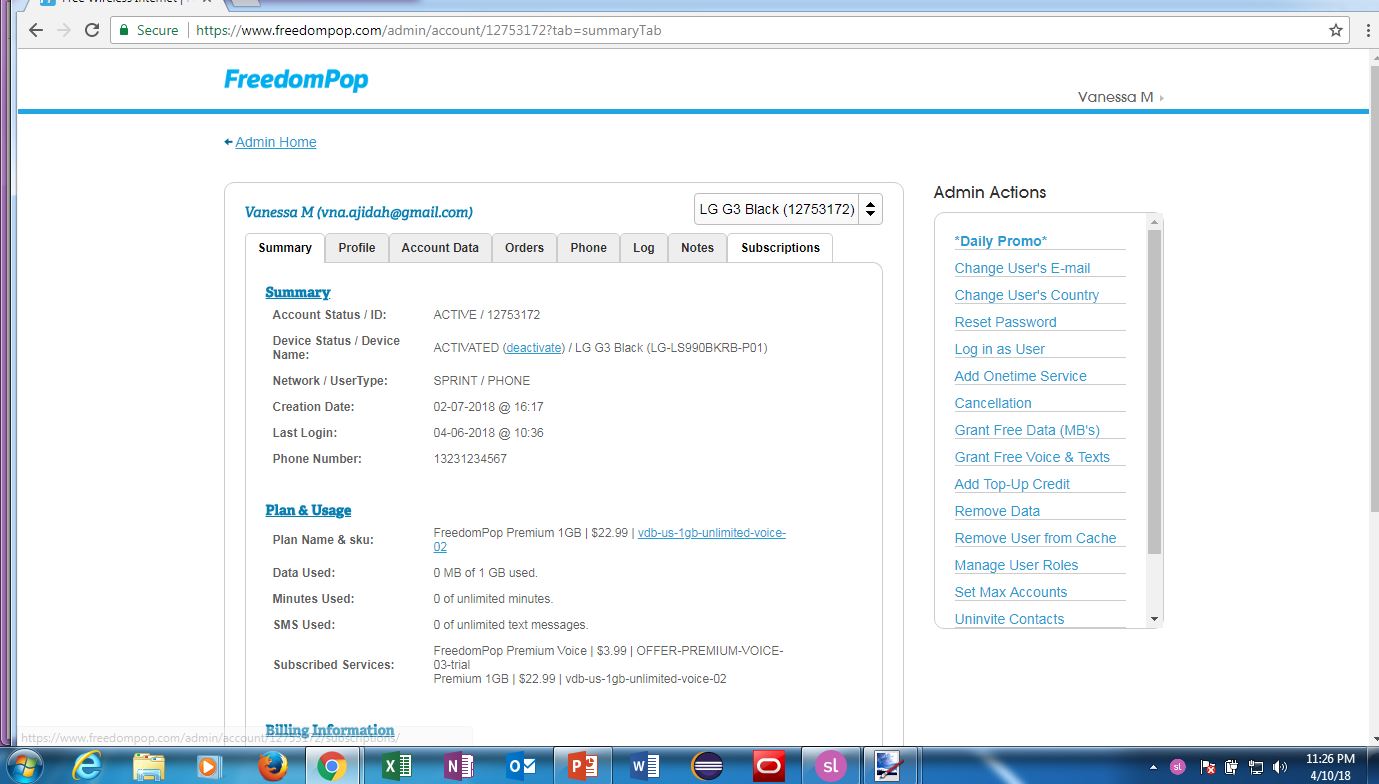 Free Wireless Internet |
Secure | https://www.freedompop.com/admin/account/12753172?tab=summaryTab
FreedomPop
Vanessa M
Admin Home
Vanessa M (vna.ajidah@gmail.com)
LG G3 Black (12753172)
Summary Profile Account Data Orders Phone Log Notes Subscriptions
Summary
Account Status / ID: ACTIVE / 12753172
Device Status / Device
Name:
ACTIVATED (deactivate) / LG G3 Black (LG-LS990BKRB-P01)
Network / UserType: SPRINT / PHONE
Creation Date: 02-07-2018 @ 16:17
Last Login: 04-06-2018 @ 10:36
Phone Number: 13231234567
Plan & Usage
Plan Name & sku:
FreedomPop Premium 1GB | $22.99 | vdb-us-1gb-unlimited-voice-
02
Data Used: 0 MB of 1 GB used.
Minutes Used: 0 of unlimited minutes.
SMS Used: 0 of unlimited text messages.
Subscribed Services:
FreedomPop Premium Voice | $3.99 | OFFER-PREMIUM-VOICE-
03-trial
Premium 1GB | $22.99 | vdb-us-1gb-unlimited-voice-02
Billing Information
Admin Actions
*Daily Promo*
Change User's E-mail
Change User's Country
Reset Password
Log in as User
Add Onetime Service
Cancellation
Grant Free Data (MB's)
Grant Free Voice & Texts
Add Top-Up Credit
Remove Data
Remove User from Cache
Manage User Roles
Set Max Accounts
Uninvite Contacts
https://www.freedompop.com/admin/account/12753172/subscriptions/
sl
sl
11:26 PM
4/10/18